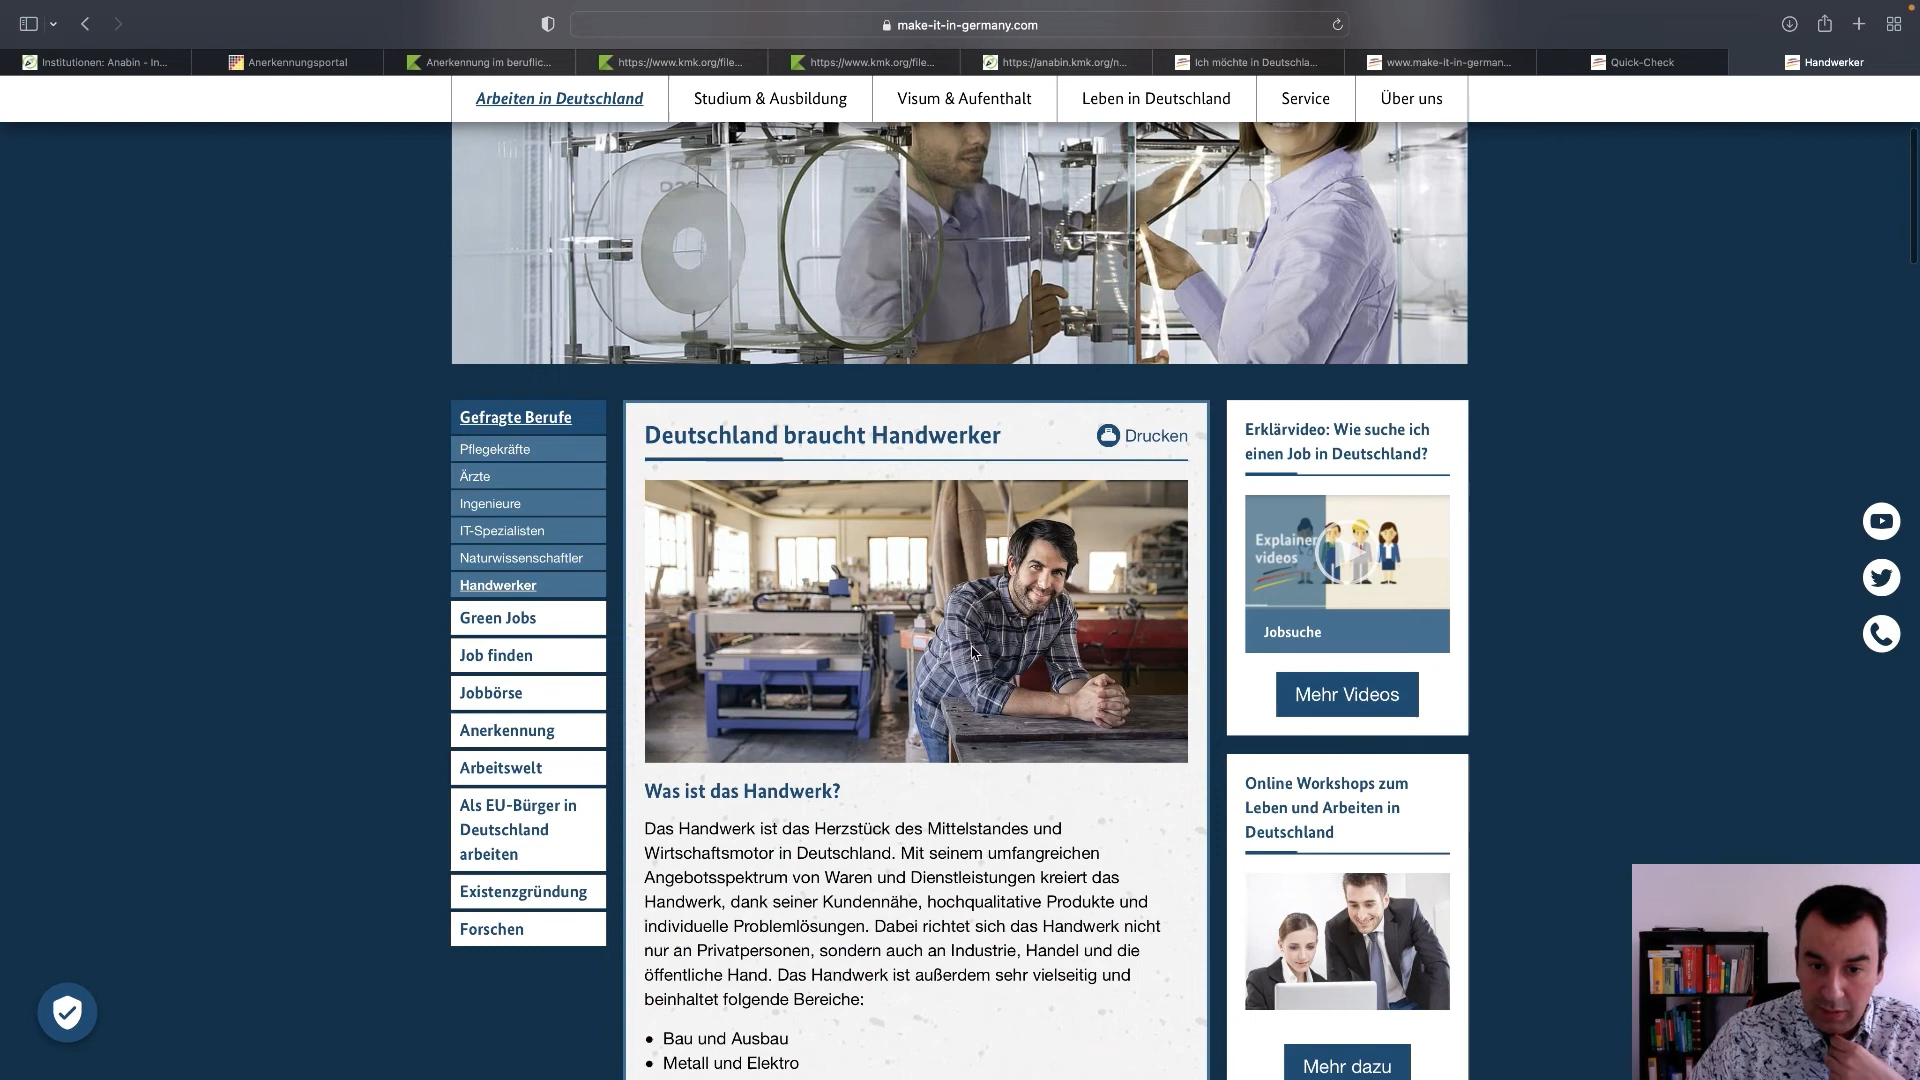 make-it-in-germany.com
Institutionen: Anabin - In...
Anerkennungsportal
Anerkennung im beruflic...
https://www.kmk.org/file...
https://www.kmk.org/file...
https://anabin.kmk.org/n...
Ich möchte in Deutschla...
www.make-it-in-german...
Quick-Check
Handwerker
Arbeiten in Deutschland
Studium & Ausbildung
Visum & Aufenthalt
Leben in Deutschland
Service
Über uns
Gefragte Berufe
Pflegekräfte
Ärzte
Ingenieure
IT-Spezialisten
Naturwissenschaftler
Handwerker
Green Jobs
Job finden
Jobbörse
Anerkennung
Arbeitswelt
Als EU-Bürger in
Deutschland
arbeiten
Existenzgründung
Forschen
Deutschland braucht Handwerker
Drucken
Was ist das Handwerk?
Das Handwerk ist das Herzstück des Mittelstandes und
Wirtschaftsmotor in Deutschland. Mit seinem umfangreichen
Angebotsspektrum von Waren und Dienstleistungen kreiert das
Handwerk, dank seiner Kundennähe, hochqualitative Produkte und
individuelle Problemlösungen. Dabei richtet sich das Handwerk nicht
nur an Privatpersonen, sondern auch an Industrie, Handel und die
öffentliche Hand. Das Handwerk ist außerdem sehr vielseitig und
beinhaltet folgende Bereiche:
• Bau und Ausbau
• Metall und Elektro
Erklärvideo: Wie suche ich
einen Job in Deutschland?
Explainer
videos
Jobsuche
Mehr Videos
Online Workshops zum
Leben und Arbeiten in
Deutschland
Mehr dazu